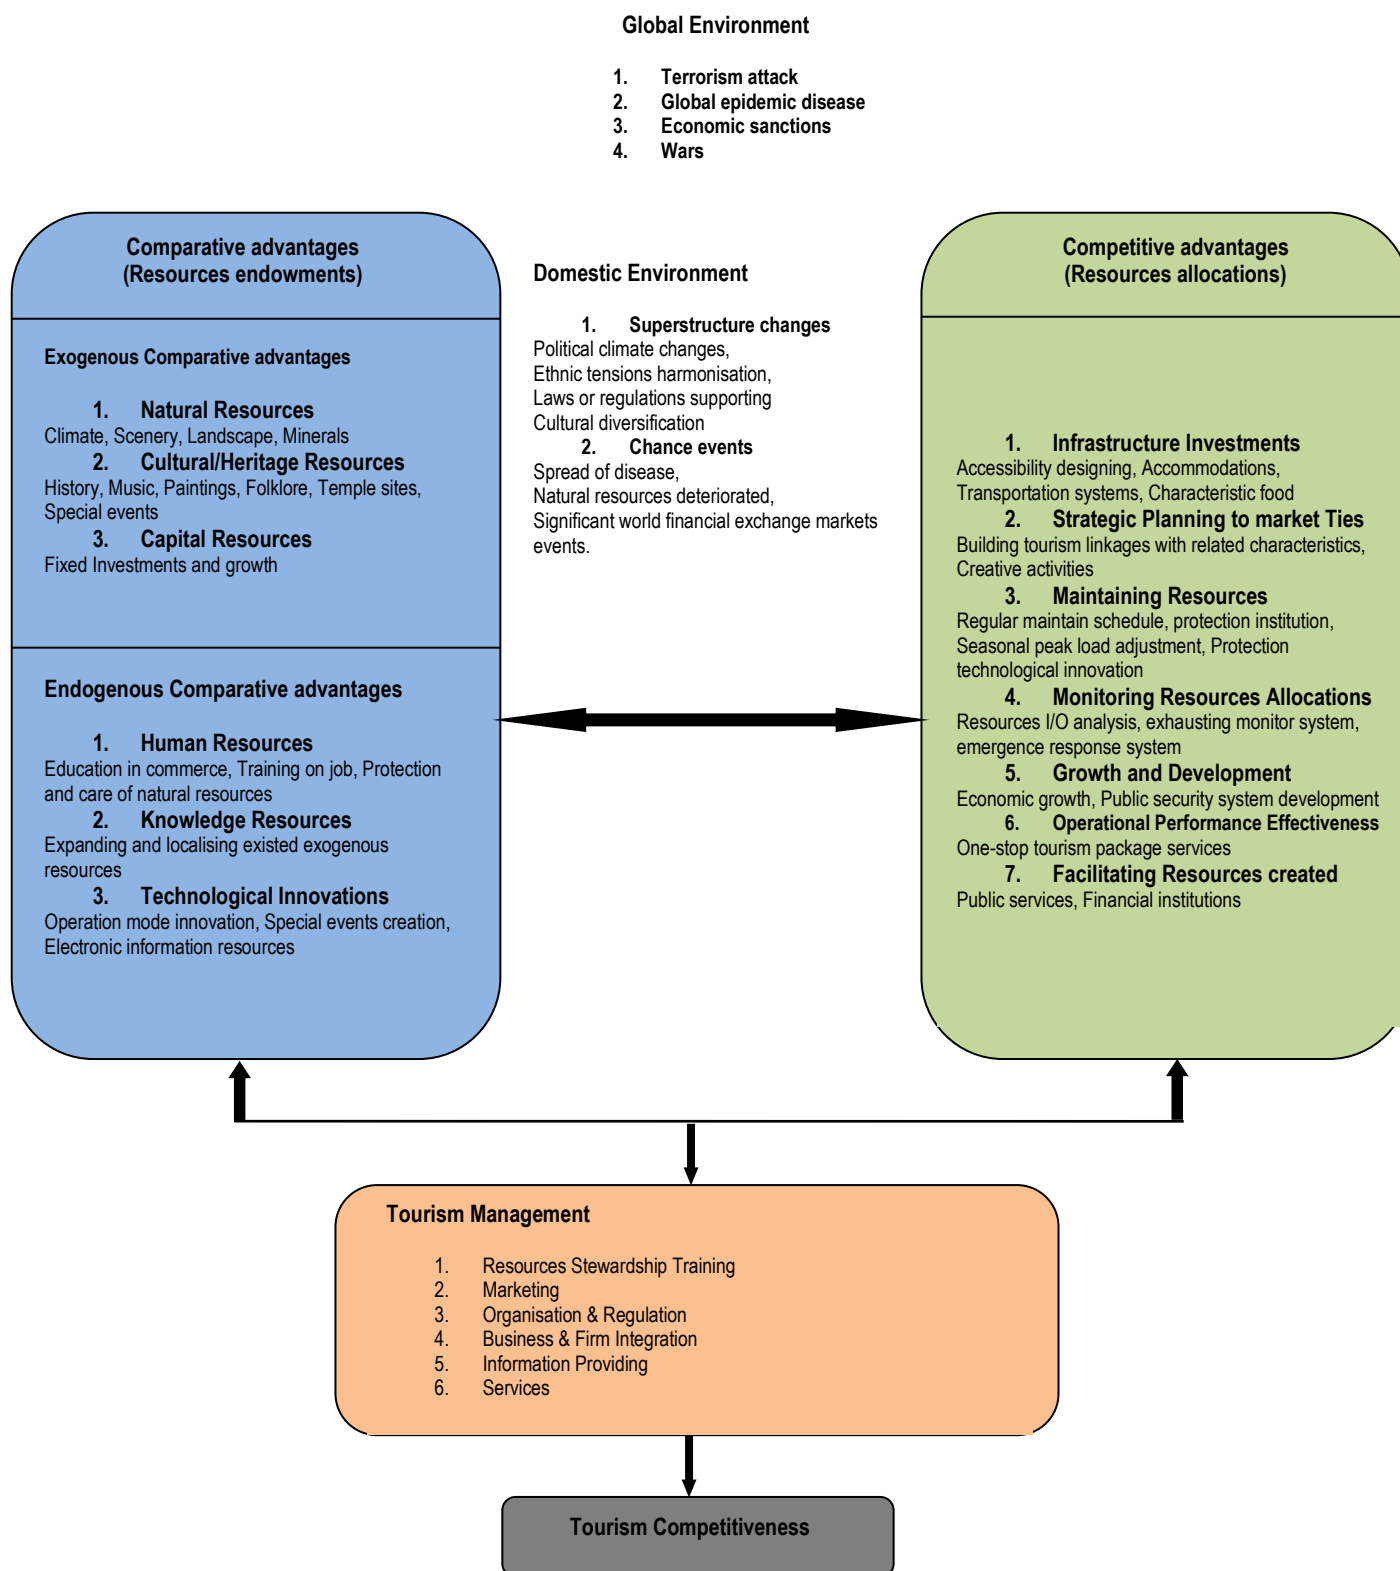 Global Environment
1. Terrorism attack
2. Global epidemic disease
3. Economic sanctions
4. Wars
Comparative advantages
(Resources endowments)
Exogenous Comparative advantages
1. Natural Resources
Climate, Scenery, Landscape, Minerals
2. Cultural/Heritage Resources
History, Music, Paintings, Folklore, Temple sites,
Special events
3. Capital Resources
Fixed Investments and growth
Endogenous Comparative advantages
1. Human Resources
Education in commerce, Training on job, Protection
and care of natural resources
2. Knowledge Resources
Expanding and localising existed exogenous
resources
3. Technological Innovations
Operation mode innovation, Special events creation,
Electronic information resources
Domestic Environment
1. Superstructure changes
Political climate changes,
Ethnic tensions harmonisation,
Laws or regulations supporting
Cultural diversification
2. Chance events
Spread of disease,
Natural resources deteriorated,
Significant world financial exchange markets
events.
Competitive advantages
(Resources allocations)
1. Infrastructure Investments
Accessibility designing, Accommodations,
Transportation systems, Characteristic food
2. Strategic Planning to market Ties
Building tourism linkages with related characteristics,
Creative activities
3. Maintaining Resources
Regular maintain schedule, protection institution,
Seasonal peak load adjustment, Protection
technological innovation
4. Monitoring Resources Allocations
Resources I/O analysis, exhausting monitor system,
emergence response system
5. Growth and Development
Economic growth, Public security system development
6. Operational Performance Effectiveness
One-stop tourism package services
7. Facilitating Resources created
Public services, Financial institutions
Tourism Management
1. Resources Stewardship Training
2. Marketing
3. Organisation & Regulation
4. Business & Firm Integration
5. Information Providing
6. Services
Tourism Competitiveness